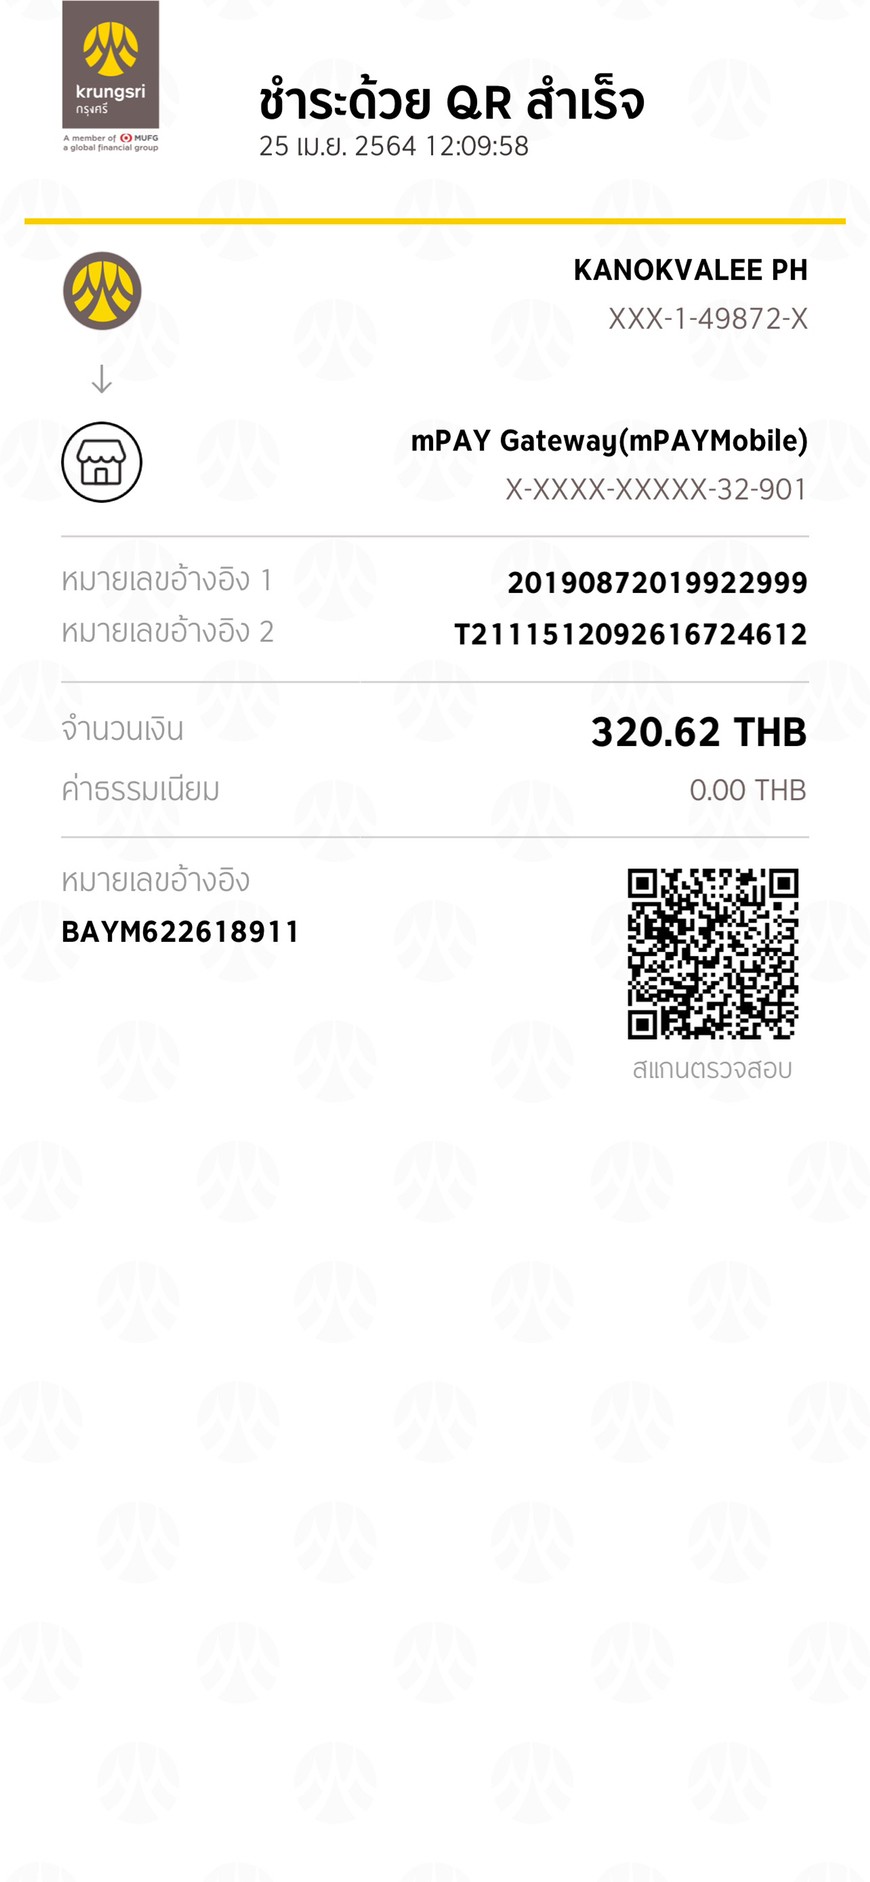 krungsri
กรุงศรี
A member of MUFG
a global financial group
ชำระด้วย QR สำเร็จ
25 เม.ย. 2564 12:09:58
KANOKVALEE PH
XXX-1-49872-X
mPAY Gateway(mPAYMobile)
X-XXXX-XXXXX-32-901
หมายเลขอ้างอิง 1 20190872019922999
หมายเลขอ้างอิง 2 T2111512092616724612
จำนวนเงิน 320.62 THB
ค่าธรรมเนียม 0.00 THB
หมายเลขอ้างอิง
BAYM622618911
สแกนตรวจสอบ